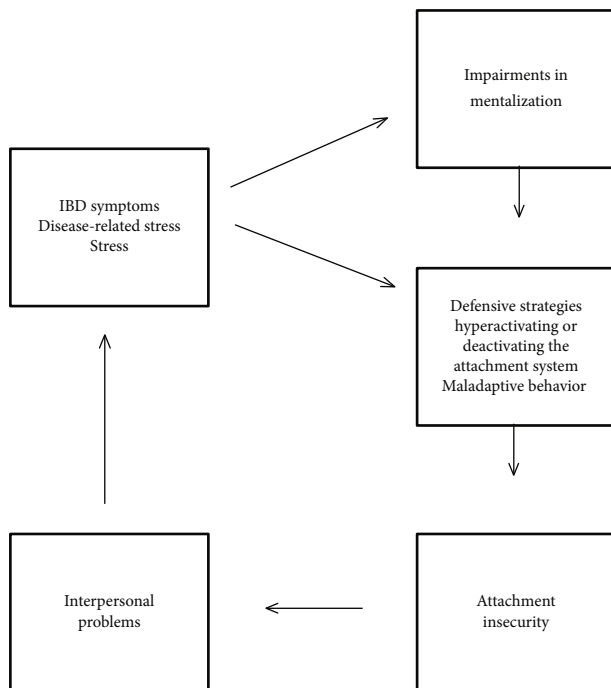 Impairments in
mentalization
IBD symptoms
Disease-related stress
Stress
Defensive strategies
hyperactivating or
deactivating the
attachment system
Maladaptive behavior
Interpersonal
problems
Attachment
insecurity